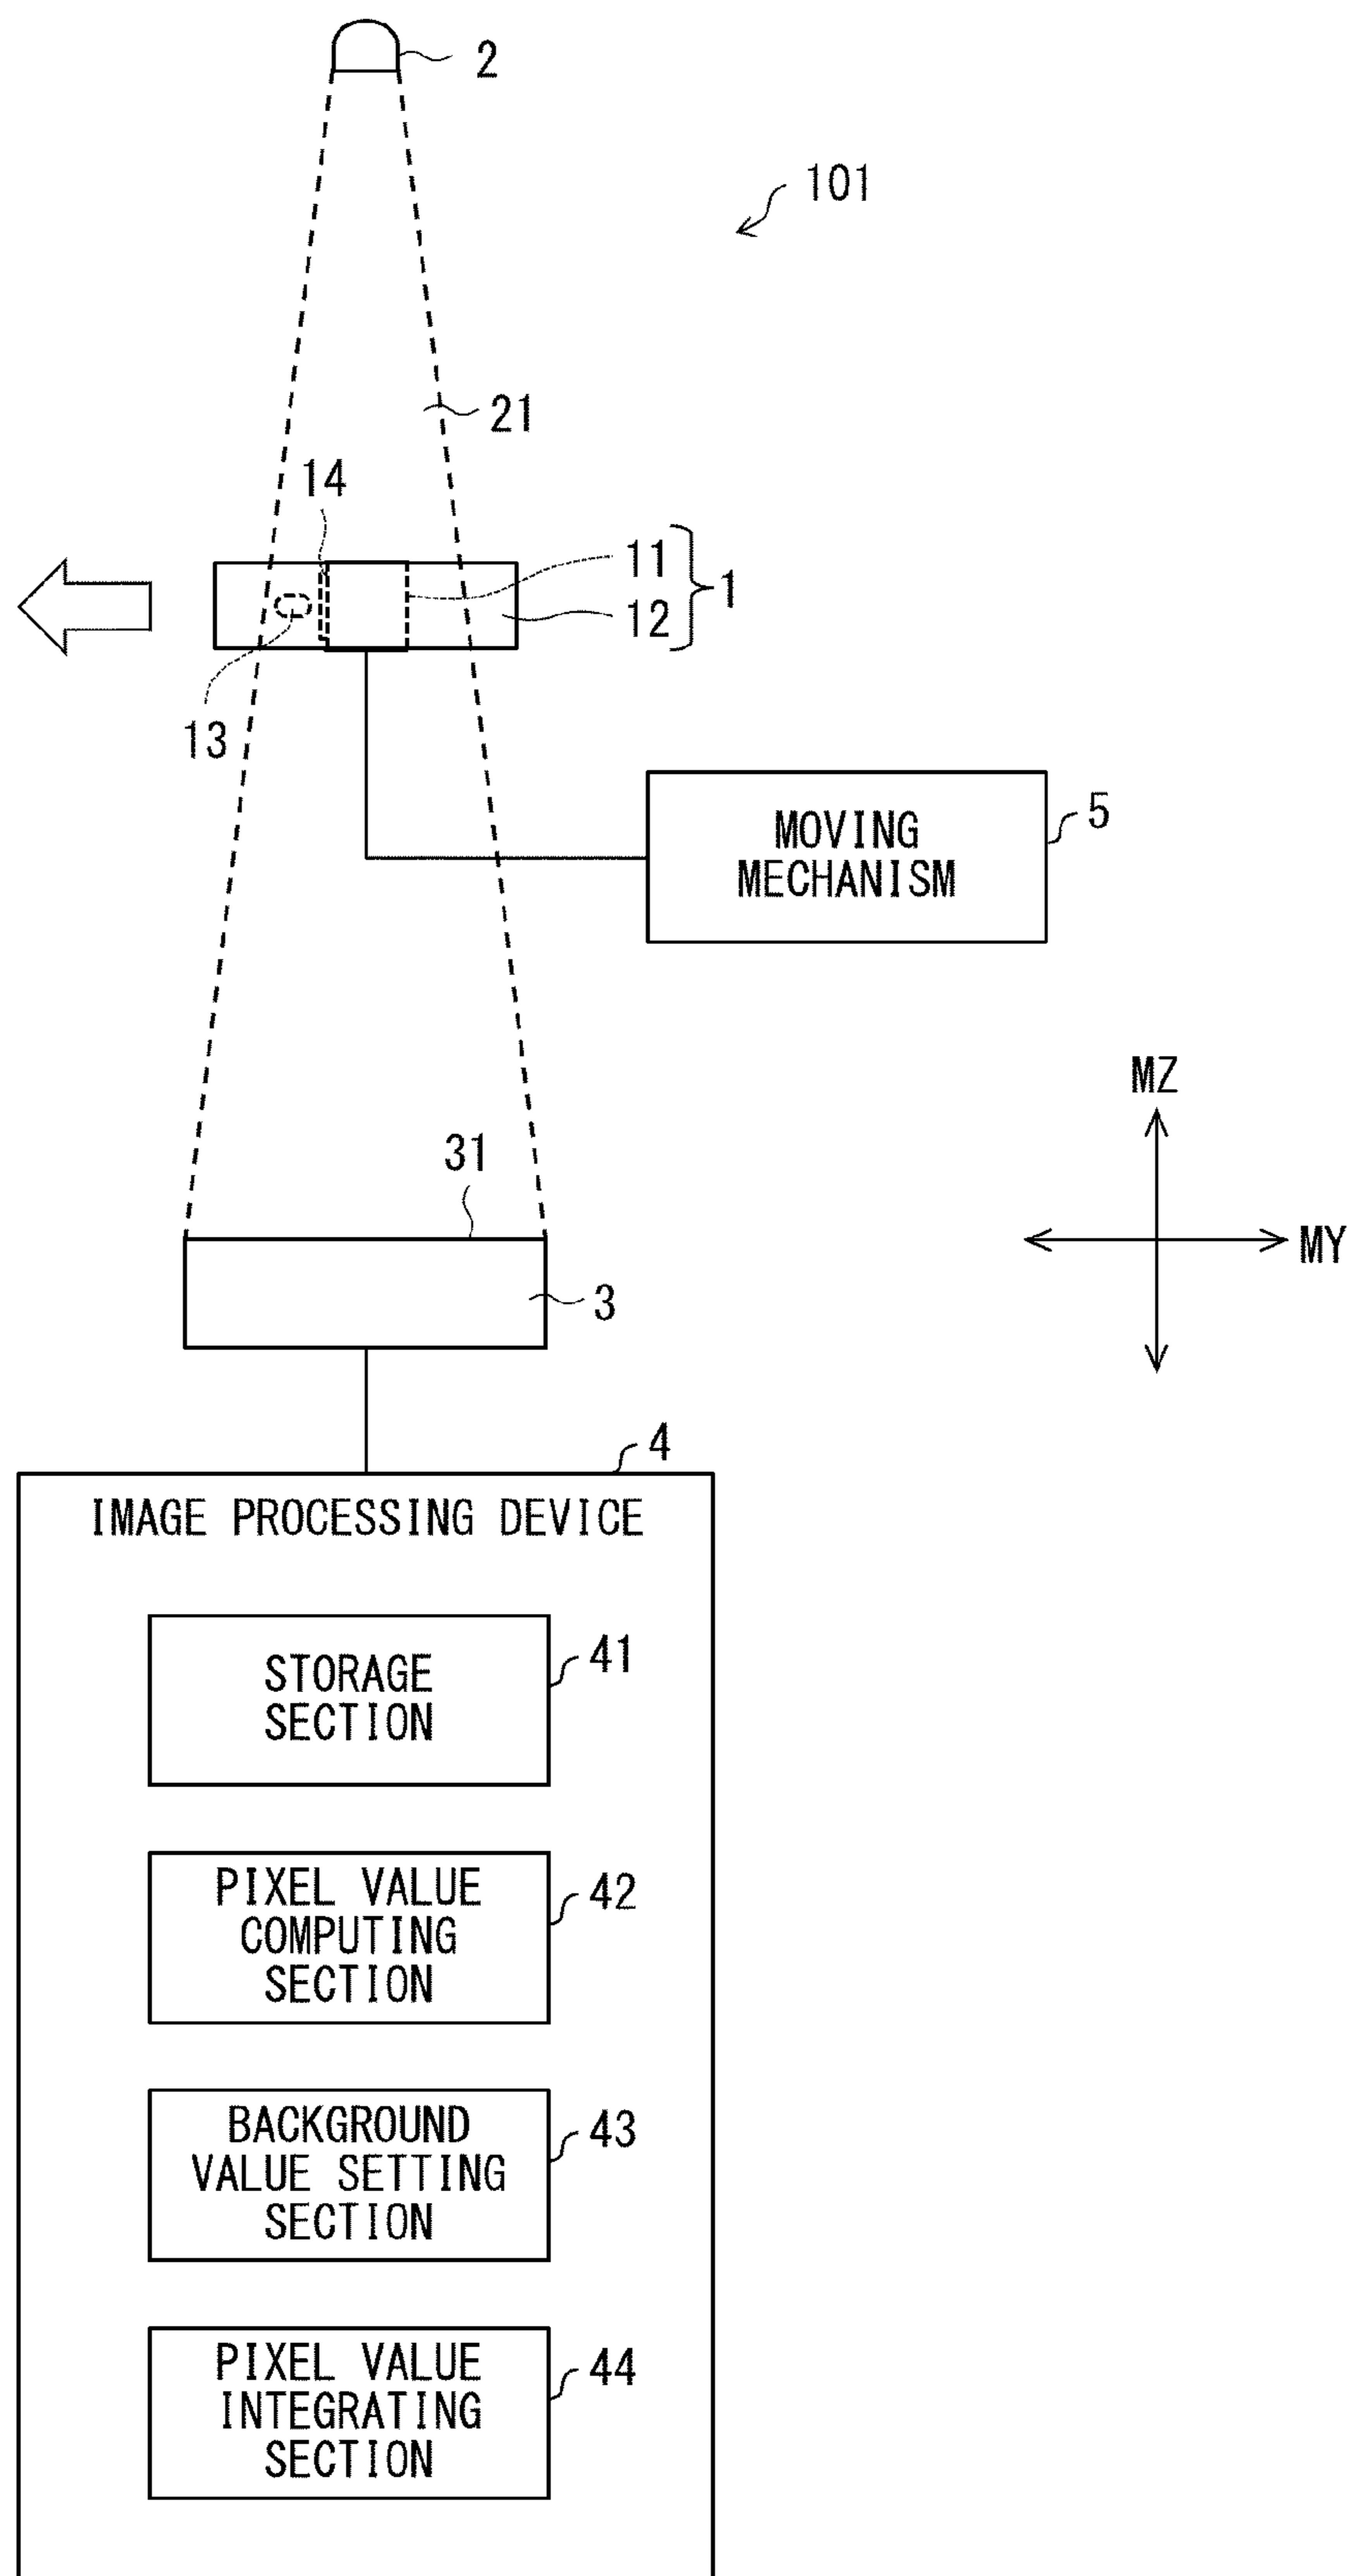 2
101
21
14
11
12
1
13
MOVING
MECHANISM
5
MZ
MY
31
3
4
IMAGE PROCESSING DEVICE
STORAGE
SECTION
41
PIXEL VALUE
COMPUTING
SECTION
42
BACKGROUND
VALUE SETTING
SECTION
43
PIXEL VALUE
INTEGRATING
SECTION
44